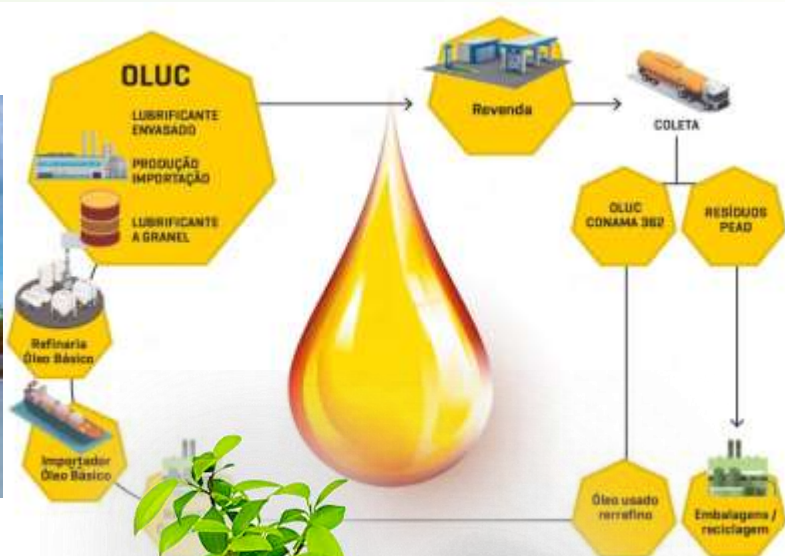 OLUC
LUBRIFICANTE
ENVASADO
PRODUÇÃO
IMPORTAÇÃO
LUBRIFICANTE
A GRANEL
Refinaria
Óleo Básico
Importador
Óleo Básico
Revenda
COLETA
OLUC
CONAMA 362
RESÍDUOS
PEAD
Óleo usado
rerrefino
Embalagens /
reciclagem